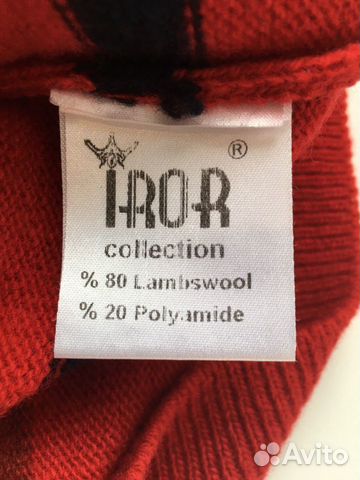 IROR ®
collection
% 80 Lambswool
% 20 Polyamide
Avito